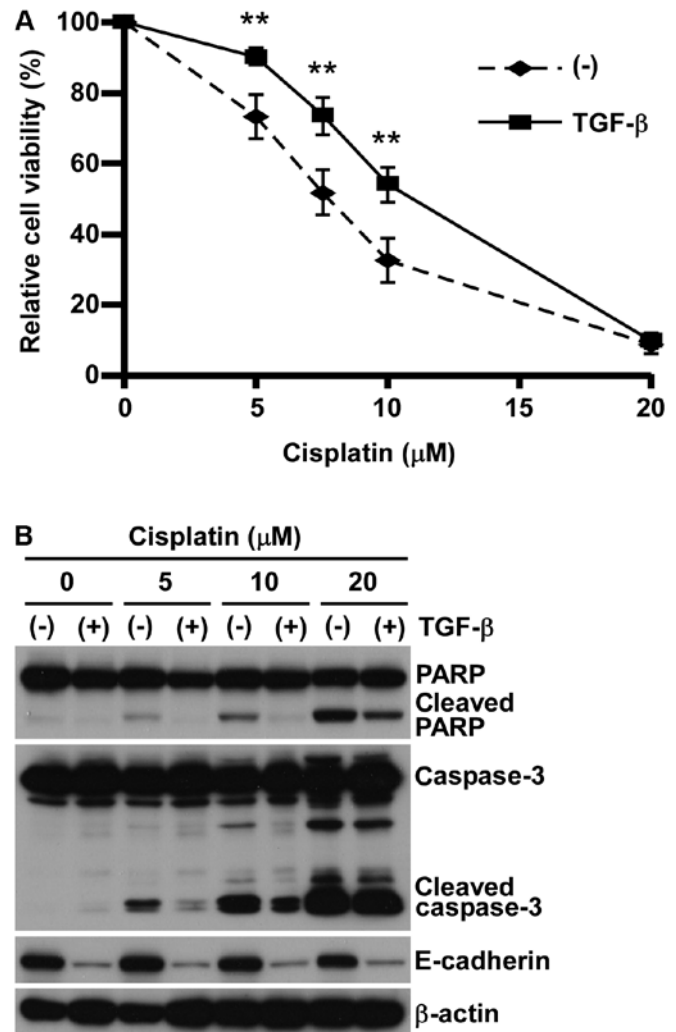 A
Relative cell viability (%)
100
80
60
40
20
0
**
**
**
(-)
TGF-β
0 5 10 15 20
Cisplatin (μM)
B
Cisplatin (μM)
0 5 10 20
(-) (+) (-) (+) (-) (+) (-) (+) TGF-β
PARP
Cleaved
PARP
Caspase-3
Cleaved
caspase-3
E-cadherin
β-actin